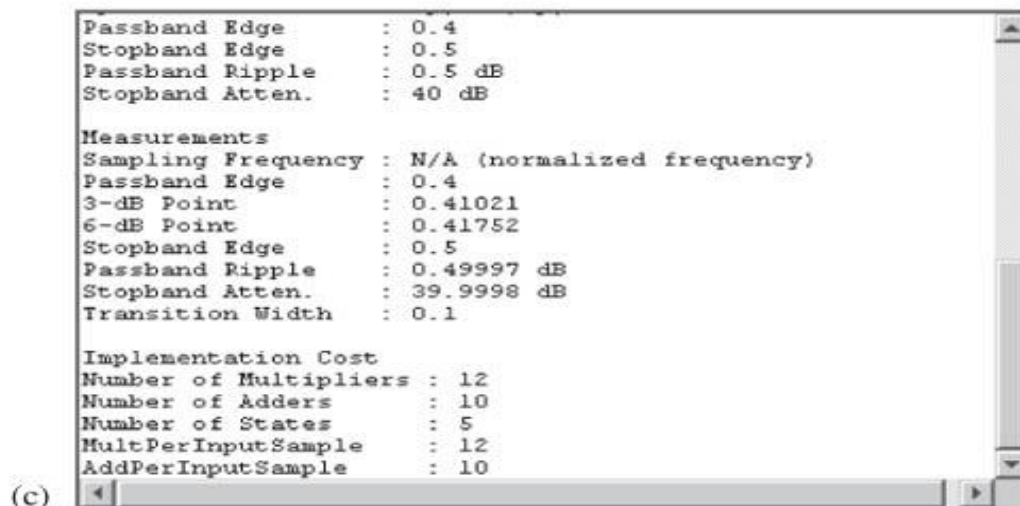 Passband Edge : 0.4
Stopband Edge : 0.5
Passband Ripple : 0.5 dB
Stopband Atten. : 40 dB
Measurements
Sampling Frequency : N/A (normalized frequency)
Passband Edge : 0.4
3-dB Point : 0.41021
6-dB Point : 0.41752
Stopband Edge : 0.5
Passband Ripple : 0.49997 dB
Stopband Atten. : 39.9998 dB
Transition Width : 0.1
Implementation Cost
Number of Multipliers : 12
Number of Adders : 10
Number of States : 5
MultPerInputSample : 12
AddPerInputSample : 10
(c)